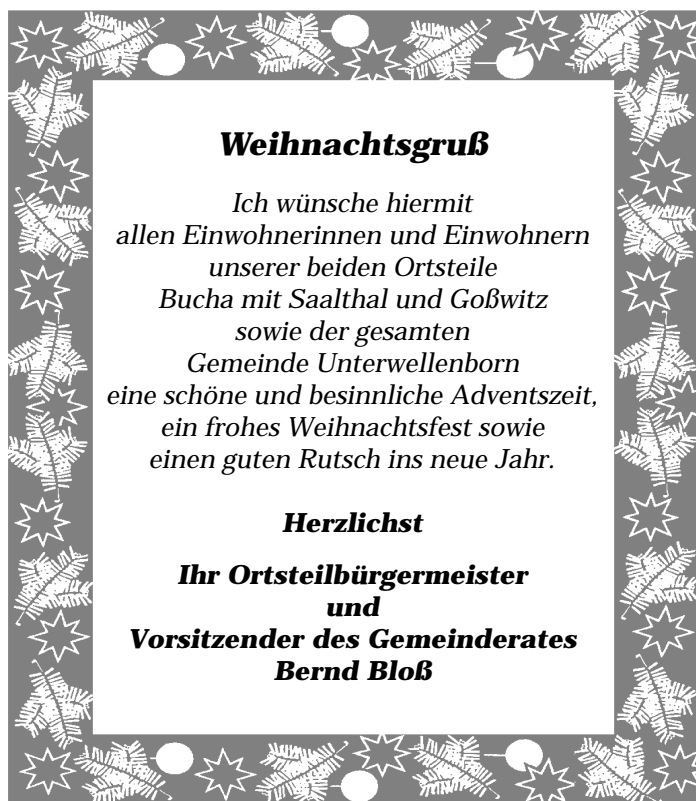 Weihnachtsgruß
Ich wünsche hiermit
allen Einwohnerinnen und Einwohnern
unserer beiden Ortsteile
Bucha mit Saalthal und Goßwitz
sowie der gesamten
Gemeinde Unterwellenborn
eine schöne und besinnliche Adventszeit,
ein frohes Weihnachtsfest sowie
einen guten Rutsch ins neue Jahr.
Herzlichst
Ihr Ortsteilbürgermeister
und
Vorsitzender des Gemeinderates
Bernd Bloß